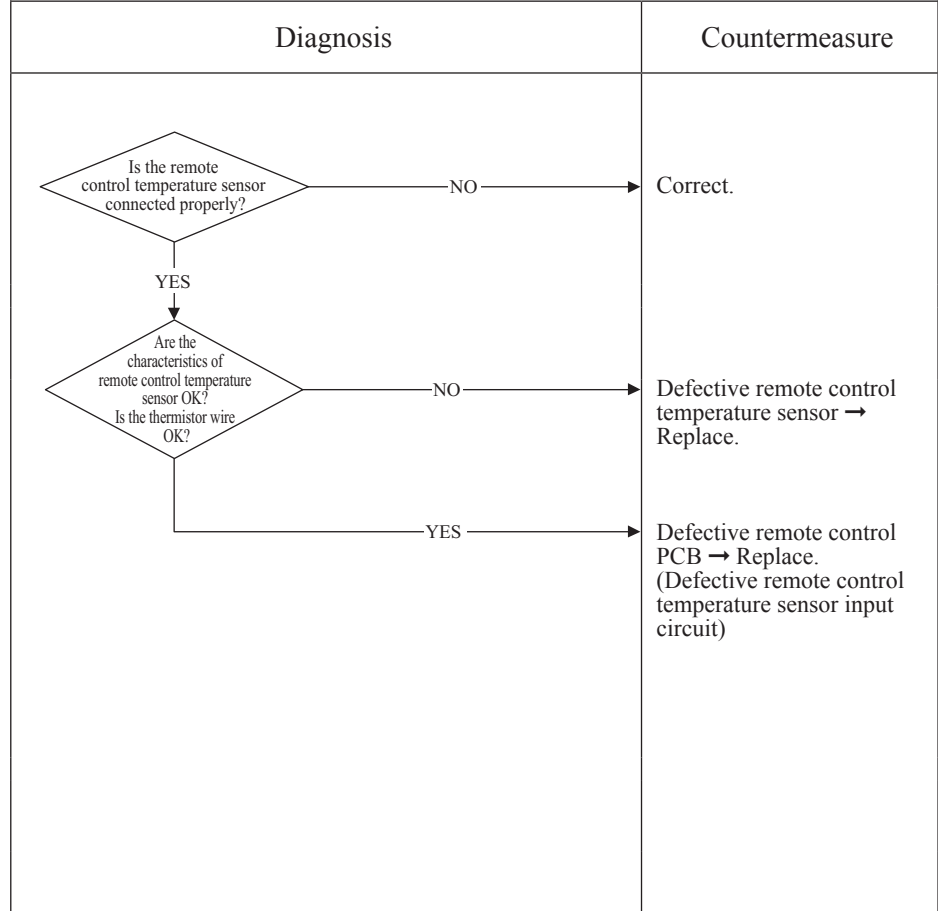 Diagnosis
Countermeasure
Is the remote
control temperature sensor
connected properly?
NO
Correct.
YES
Are the
characteristics of
remote control temperature
sensor OK?
Is the thermistor wire
OK?
NO
Defective remote control
temperature sensor ➞
Replace.
YES
Defective remote control
PCB ➞ Replace.
(Defective remote control
temperature sensor input
circuit)